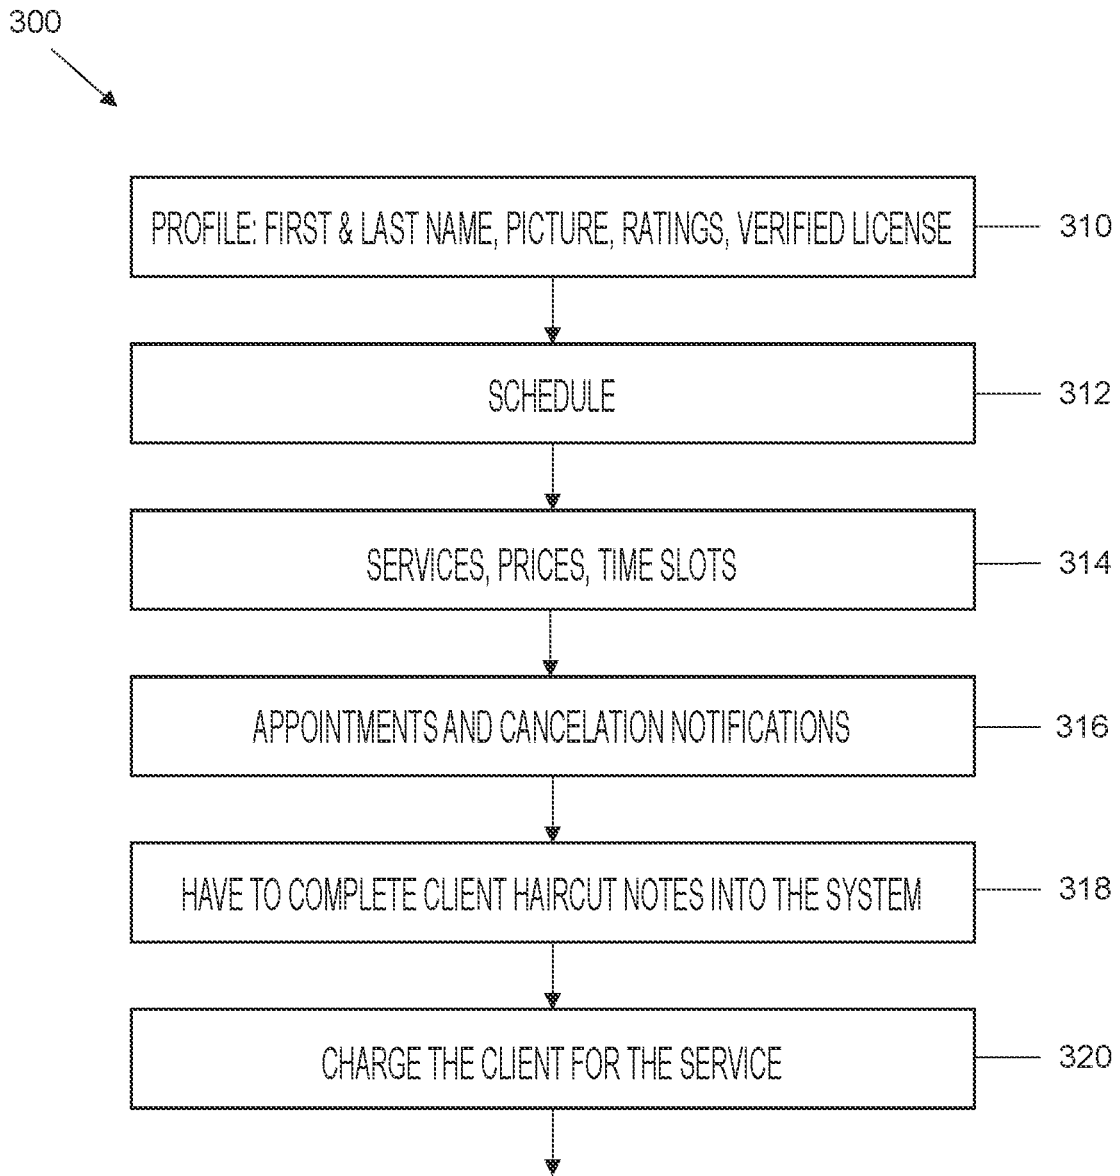 300
PROFILE: FIRST & LAST NAME, PICTURE, RATINGS, VERIFIED LICENSE
310
SCHEDULE
312
SERVICES, PRICES, TIME SLOTS
314
APPOINTMENTS AND CANCELATION NOTIFICATIONS
316
HAVE TO COMPLETE CLIENT HAIRCUT NOTES INTO THE SYSTEM
318
CHARGE THE CLIENT FOR THE SERVICE
320